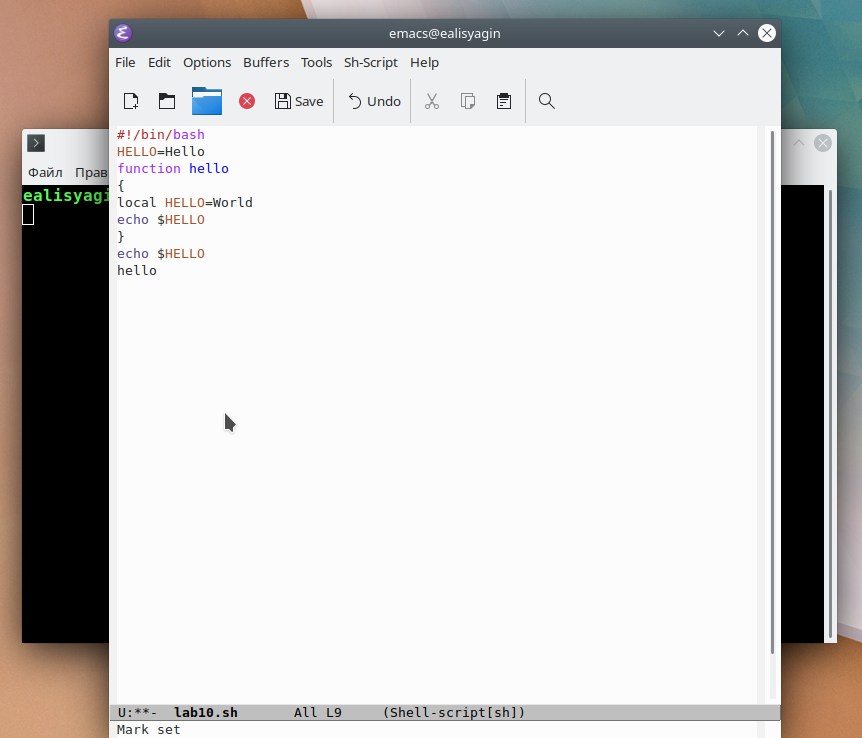 emacs@ealisyagin
File Edit Options Buffers Tools Sh-Script Help
Save Undo
#!/bin/bash
HELLO=Hello
function hello
{
local HELLO=World
echo $HELLO
}
echo $HELLO
hello
U:**- lab10.sh All L9 (Shell-script[sh])
Mark set
Файл Прав
ealisyagi